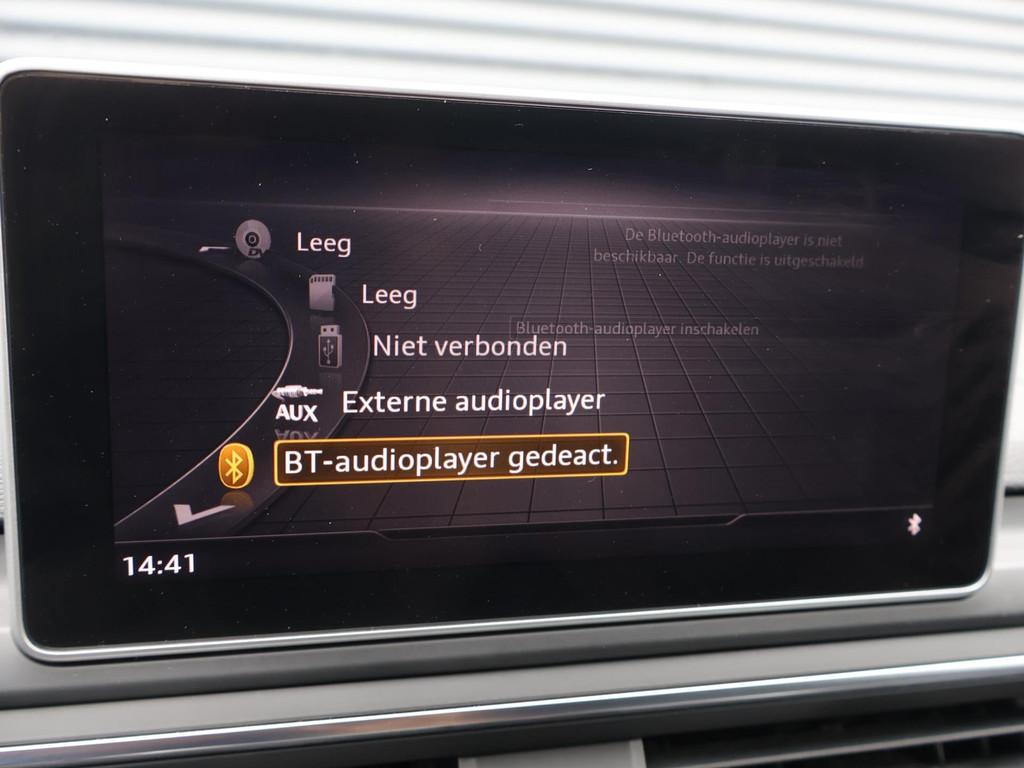 Leeg
De Bluetooth-audioplayer is niet
beschikbaar. De functie is uitgeschakeld
Leeg
Bluetooth-audioplayer inschakelen
Niet verbonden
AUX
Externe audioplayer
BT-audioplayer gedeact.
14:41